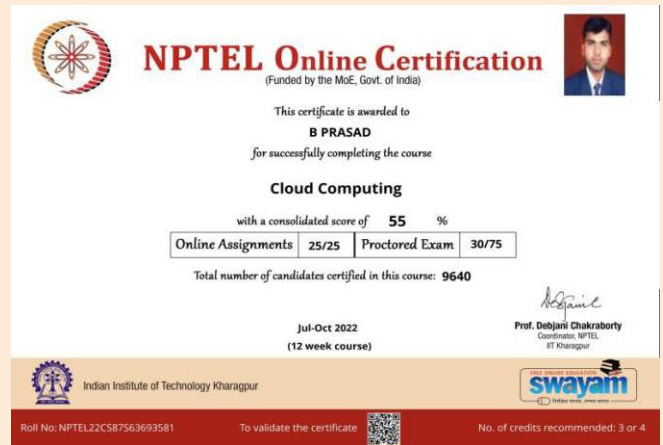 NPTEL Online Certification
(Funded by the MoE, Govt. of India)
This certificate is awarded to
B PRASAD
for successfully completing the course
Cloud Computing
with a consolidated score of 55 %
Online Assignments 25/25 Proctored Exam 30/75
Total number of candidates certified in this course: 9640
Jul-Oct 2022
(12 week course)
Prof. Debjani Chakraborty
Coordinator, NPTEL
IIT Kharagpur
Indian Institute of Technology Kharagpur
FREE ONLINE EDUCATION
swayam
Roll No: NPTEL22CS87S63693581 To validate the certificate No. of credits recommended: 3 or 4